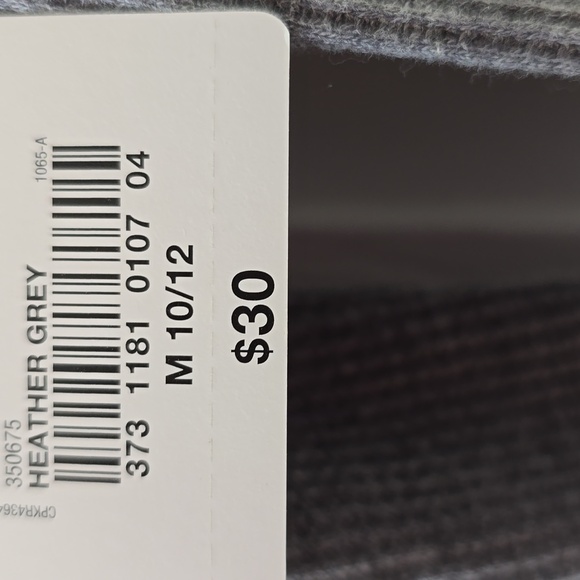 350675
HEATHER GREY
1065-A
373 1181 0107 04
M 10/12
$30